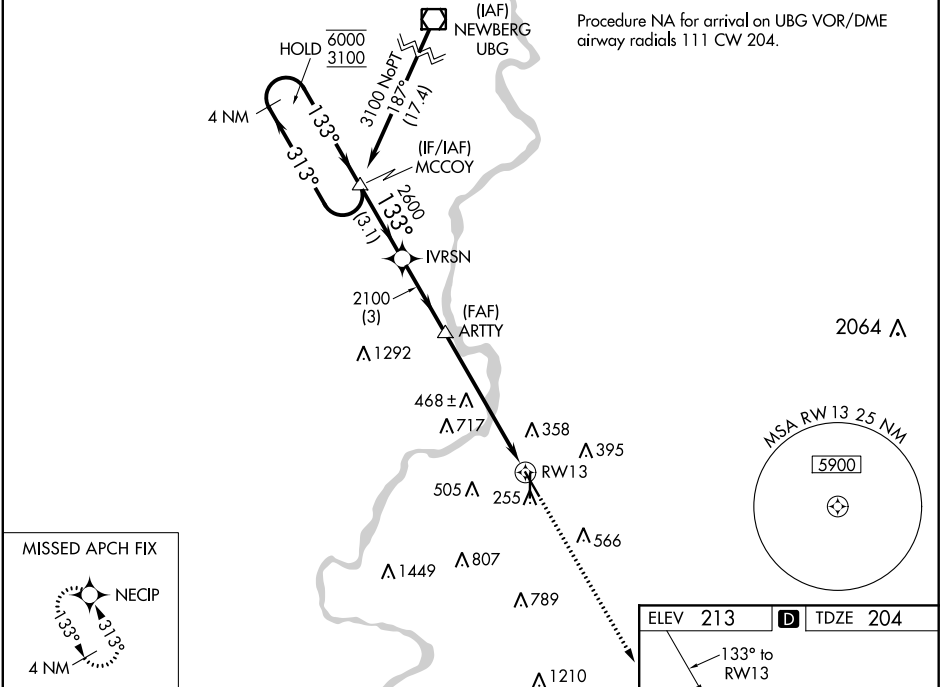 (IAF)
NEWBERG
UBG
Procedure NA for arrival on UBG VOR/DME
airway radials 111 CW 204.
HOLD
6000
3100
3100 NoPT
187°
(17.4)
4 NM
133°
313°
(IF/IAF)
MCCOY
2600
133°
(3.1)
IVRSN
2100
(3)
(FAF)
ARTTY
2064
1292
468 ±
717
358
395
MSA RW 13 25 NM
5900
RW13
505
255
566
MISSED APCH FIX
NECIP
133°
313°
4 NM
1449
807
789
1210
ELEV 213 D TDZE 204
133° to
RW13